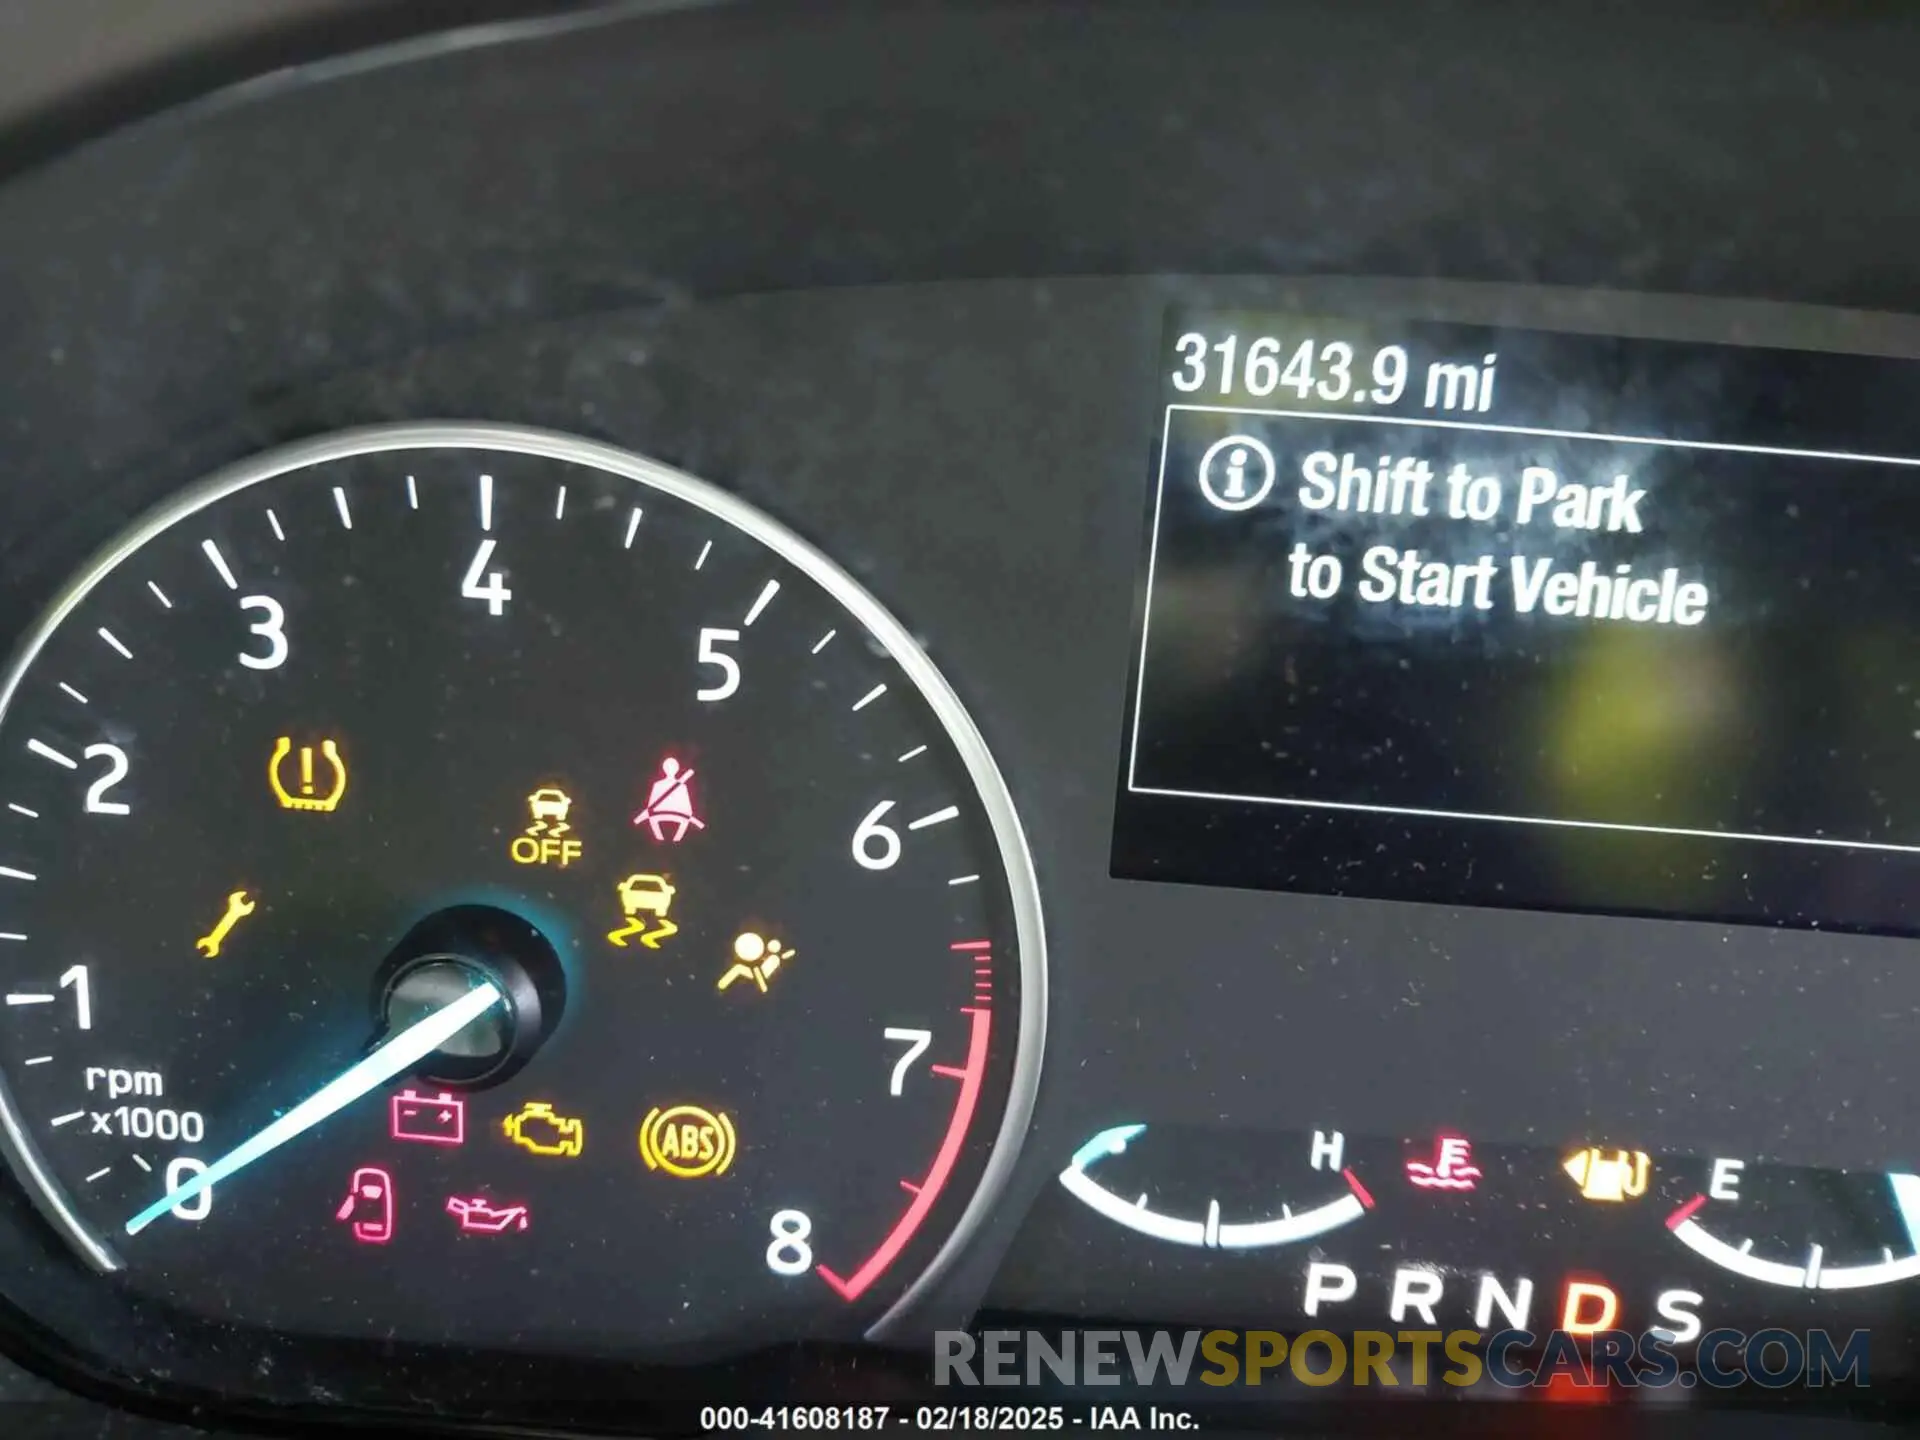 31643.9 mi
i Shift to Park
to Start Vehicle
4
3
5
2
6
OFF
1
7
rpm
x1000
ABS
0
8
H
E
P R N D S
RENEWSPORTSCARS.COM
000-41608187 - 02/18/2025 - IAA Inc.